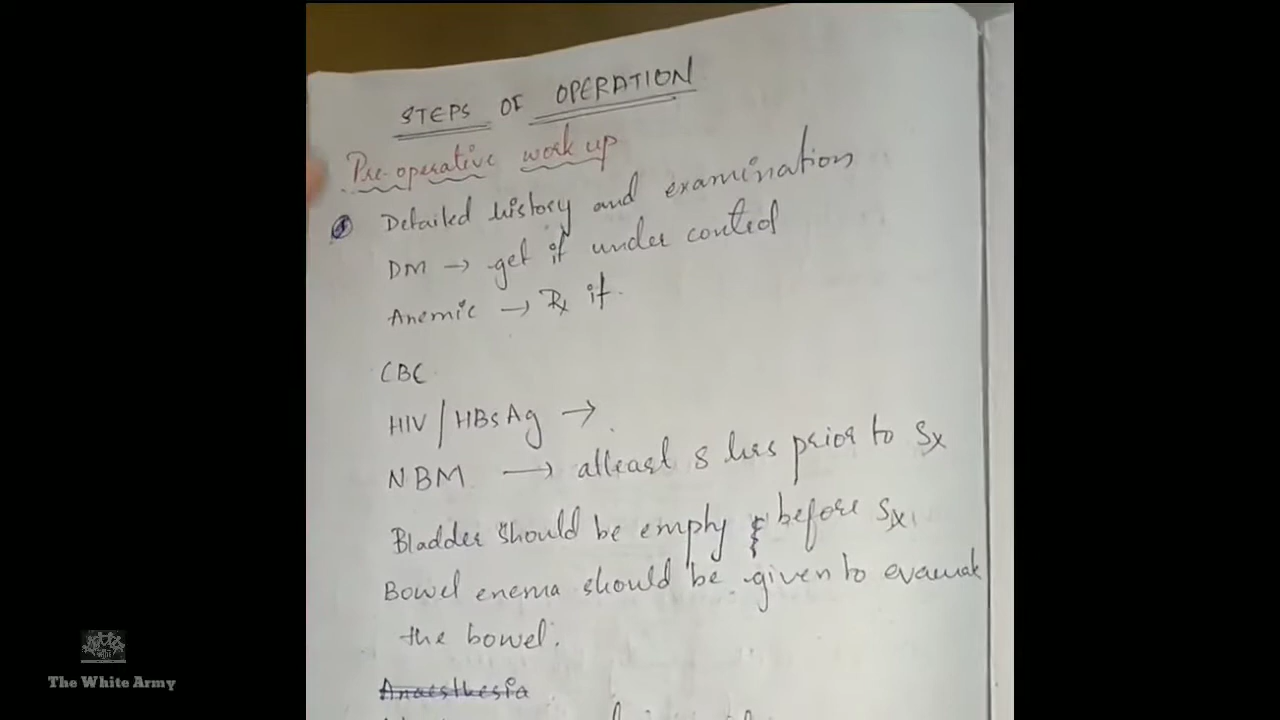 STEPS OF OPERATION
Pre-operative work up
Detailed history and examination
DM → get it under control
Anemic → Rx it.
CBC
HIV / HBsAg →
NBM → atleast 8 hrs prior to Sx
Bladder should be empty before Sx.
Bowel enema should be given to evacuate
the bowel.
Anaesthesia
The White Army